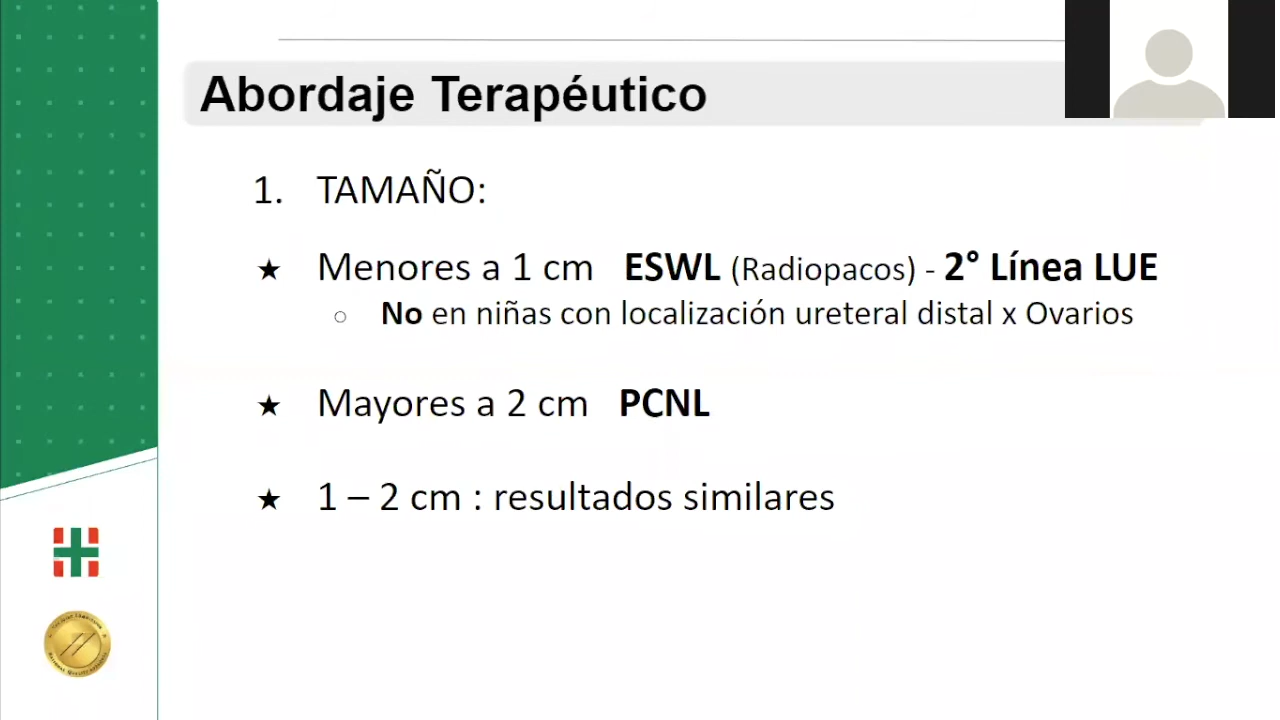 Abordaje Terapéutico
1. TAMAÑO:
★ Menores a 1 cm ESWL (Radiopacos) - 2° Línea LUE
○ No en niñas con localización ureteral distal x Ovarios
★ Mayores a 2 cm PCNL
★ 1 – 2 cm : resultados similares